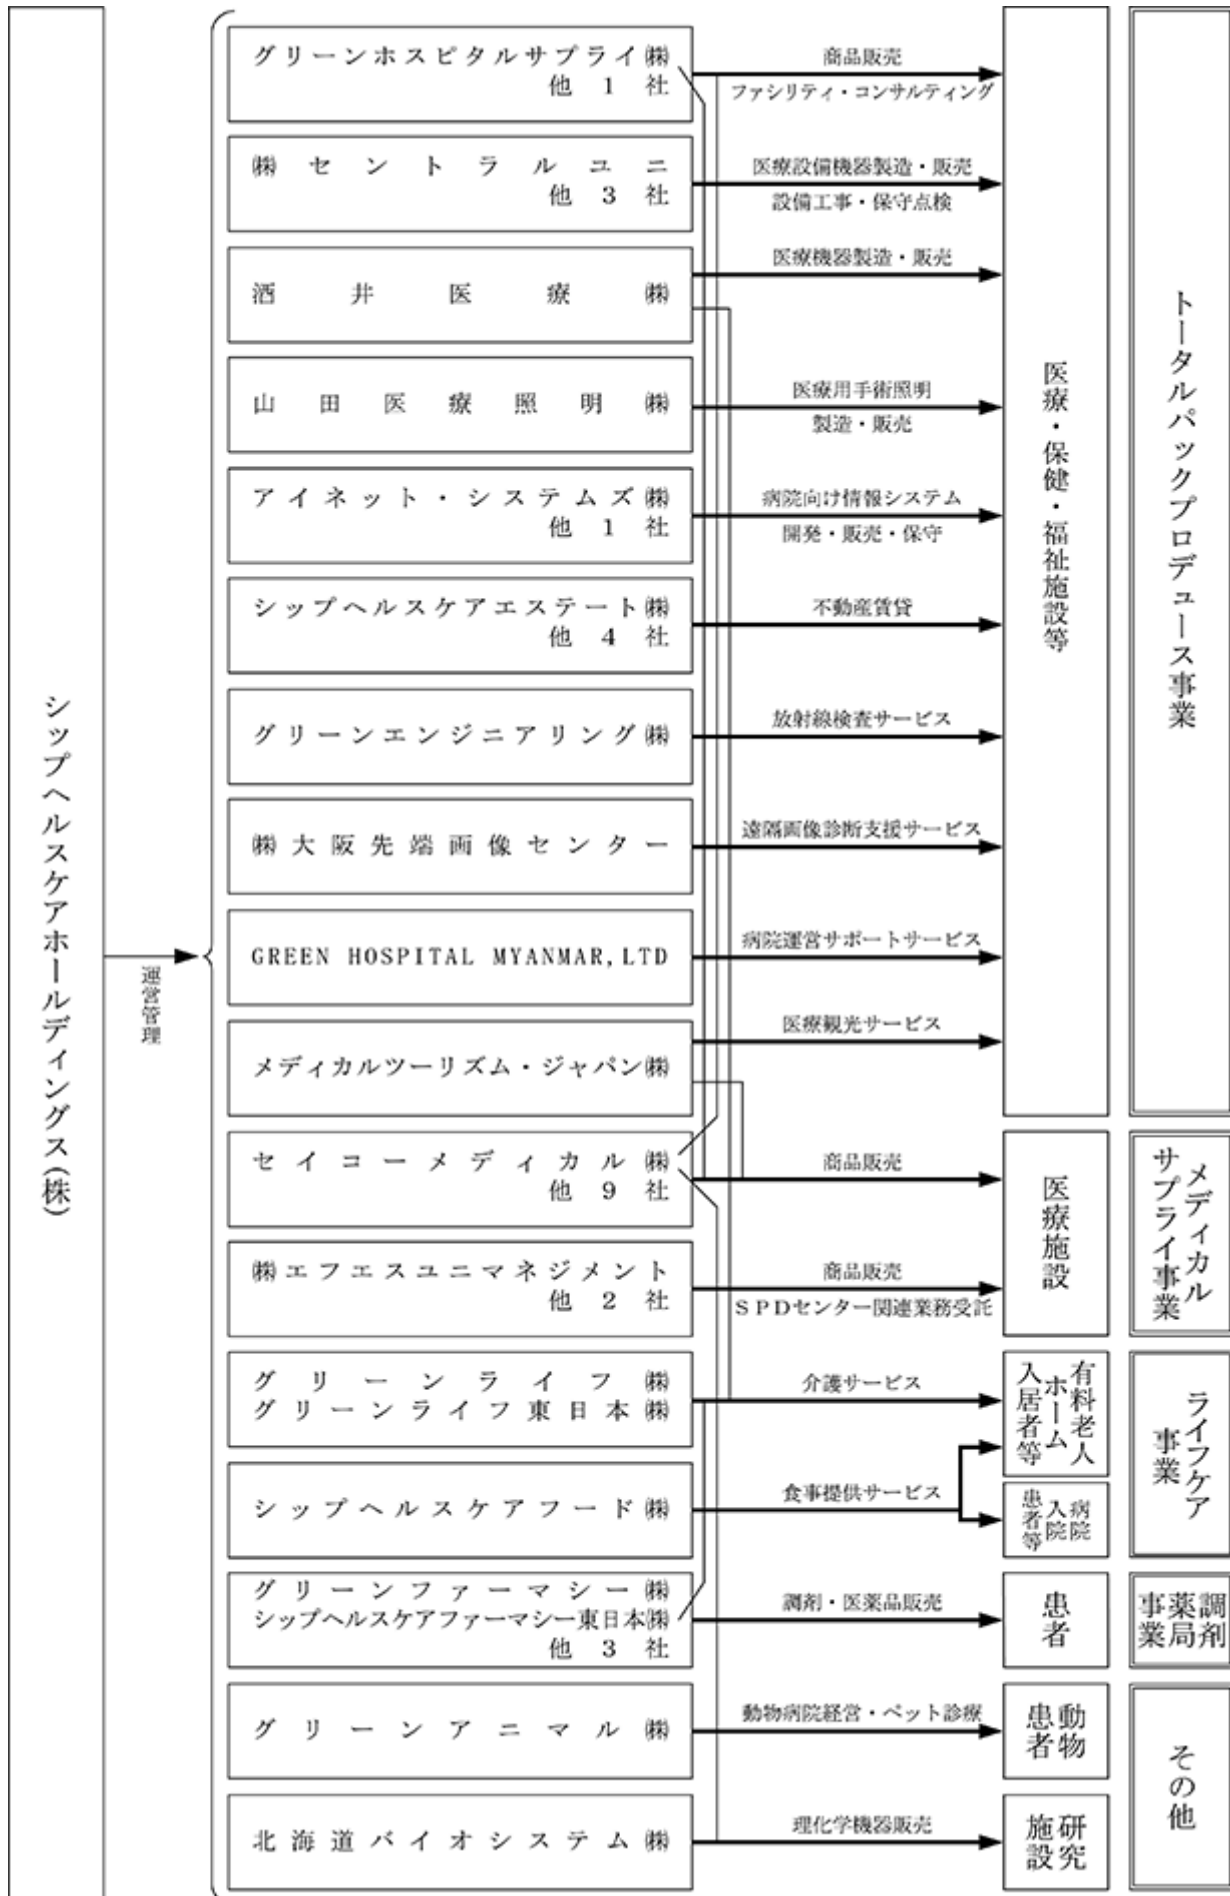 シップヘルスケアホールディングス(株)
運営管理
グリーンホスピタルサプライ㈱
他1社
商品販売
ファシリティ・コンサルティング
㈱セントラルユニ
他3社
医療設備機器製造・販売
設備工事・保守点検
酒井医療㈱
医療機器製造・販売
山田医療照明㈱
医療用手術照明
製造・販売
アイネット・システムズ㈱
他1社
病院向け情報システム
開発・販売・保守
シップヘルスケアエステート㈱
他4社
不動産賃貸
グリーンエンジニアリング㈱
放射線検査サービス
㈱大阪先端画像センター
遠隔画像診断支援サービス
GREEN HOSPITAL MYANMAR,LTD
病院運営サポートサービス
メディカルツーリズム・ジャパン㈱
医療観光サービス
医療・保健・福祉施設等
トータルパックプロデュース事業
セイコーメディカル㈱
他9社
商品販売
㈱エフエスユニマネジメント
他2社
商品販売
SPDセンター関連業務受託
医療施設
メディカル
サプライ事業
グリーンライフ㈱
グリーンライフ東日本㈱
介護サービス
有料老人
ホーム
入居者等
シップヘルスケアフード㈱
食事提供サービス
病院
入院
患者等
ライフケア
事業
グリーンファーマシー㈱
シップヘルスケアファーマシー東日本㈱
他3社
調剤・医薬品販売
患者
調剤
薬局
事業
グリーンアニマル㈱
動物病院経営・ペット診療
動物
患者
北海道バイオシステム㈱
理化学機器販売
研究
施設
その他